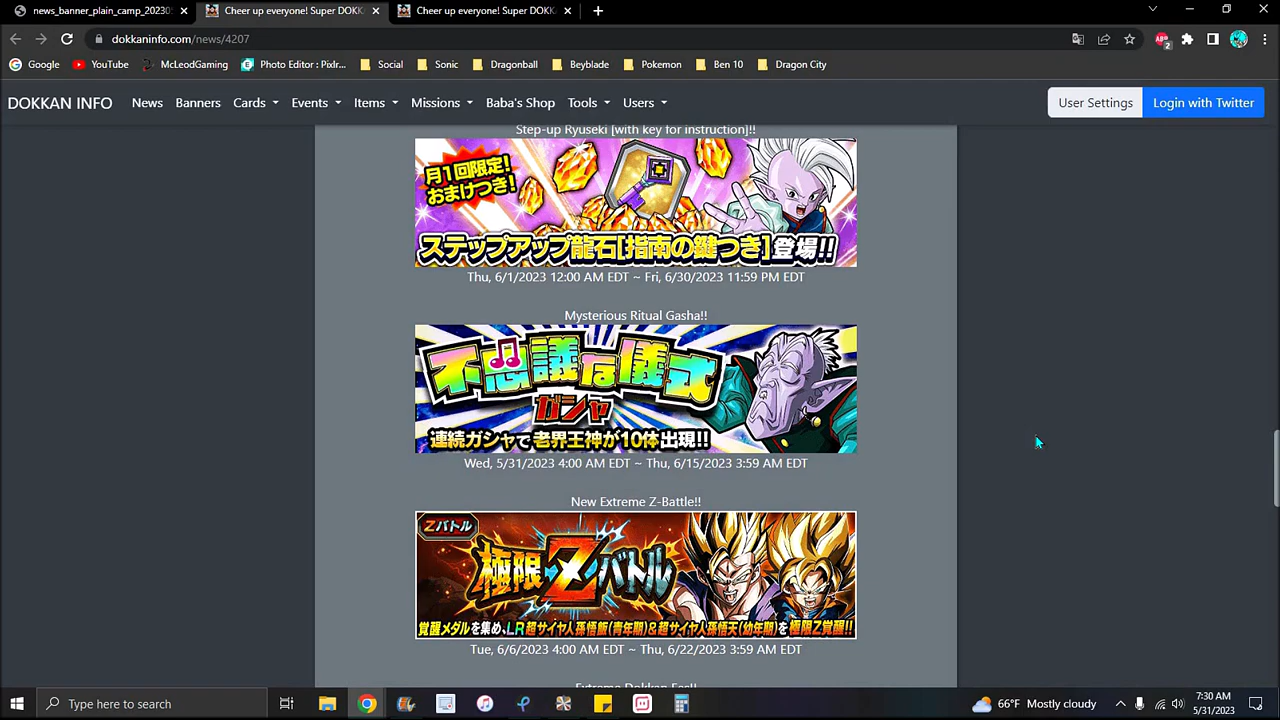 news_banner_plain_camp_20230
Cheer up everyone! Super DOKK
Cheer up everyone! Super DOKK
dokkaninfo.com/news/4207
ABP
2
Google
YouTube
McLeodGaming
Photo Editor : Pixlr...
Social
Sonic
Dragonball
Beyblade
Pokemon
Ben 10
Dragon City
DOKKAN INFO
News
Banners
Cards
Events
Items
Missions
Baba's Shop
Tools
Users
User Settings
Login with Twitter
Step-up Ryuseki [with key for instruction]!!
月1回限定!
おまけつき!
ステップアップ龍石[指南の鍵つき]登場!!
Thu, 6/1/2023 12:00 AM EDT ~ Fri, 6/30/2023 11:59 PM EDT
Mysterious Ritual Gasha!!
不思議な儀式
ガシャ
連続ガシャで老界王神が10体出現!!
Wed, 5/31/2023 4:00 AM EDT ~ Thu, 6/15/2023 3:59 AM EDT
New Extreme Z-Battle!!
Zバトル
極限Zバトル
覚醒メダルを集め、LR超サイヤ人孫悟飯(青年期)&超サイヤ人孫悟天(幼年期)を極限Z覚醒!!
Tue, 6/6/2023 4:00 AM EDT ~ Thu, 6/22/2023 3:59 AM EDT
Extreme Dokkan Fes!!
Type here to search
66°F Mostly cloudy
7:30 AM
5/31/2023